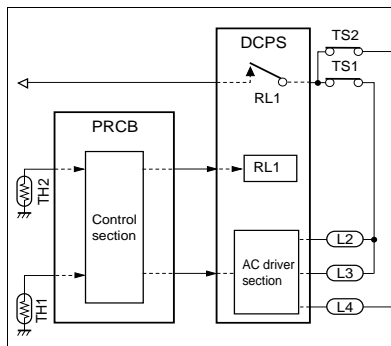 DCPS
TS2
TS1
RL1
PRCB
TH2
RL1
Control
section
L2
AC driver
section
L3
TH1
L4